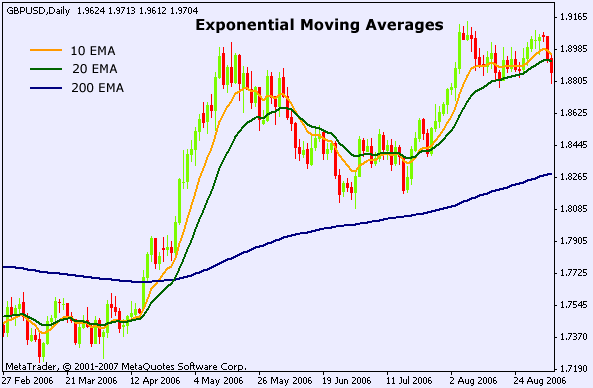 GBPUSD,Daily 1.9624 1.9713 1.9612 1.9704
Exponential Moving Averages
10 EMA
20 EMA
200 EMA
1.9165
1.8985
1.8805
1.8625
1.8445
1.8265
1.8085
1.7905
1.7725
1.7545
1.7370
1.7190
MetaTrader, © 2001-2007 MetaQuotes Software Corp.
27 Feb 2006 21 Mar 2006 12 Apr 2006 4 May 2006 26 May 2006 19 Jun 2006 11 Jul 2006 2 Aug 2006 24 Aug 2006